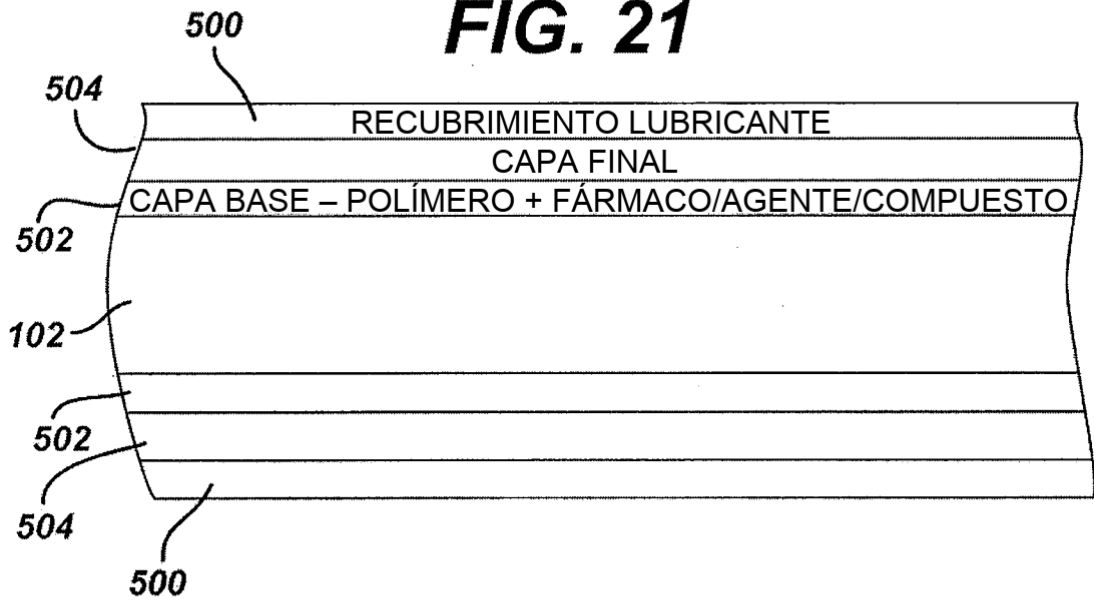 FIG. 21
500
504
RECUBRIMIENTO LUBRICANTE
CAPA FINAL
CAPA BASE – POLÍMERO + FÁRMACO/AGENTE/COMPUESTO
502
102
502
504
500